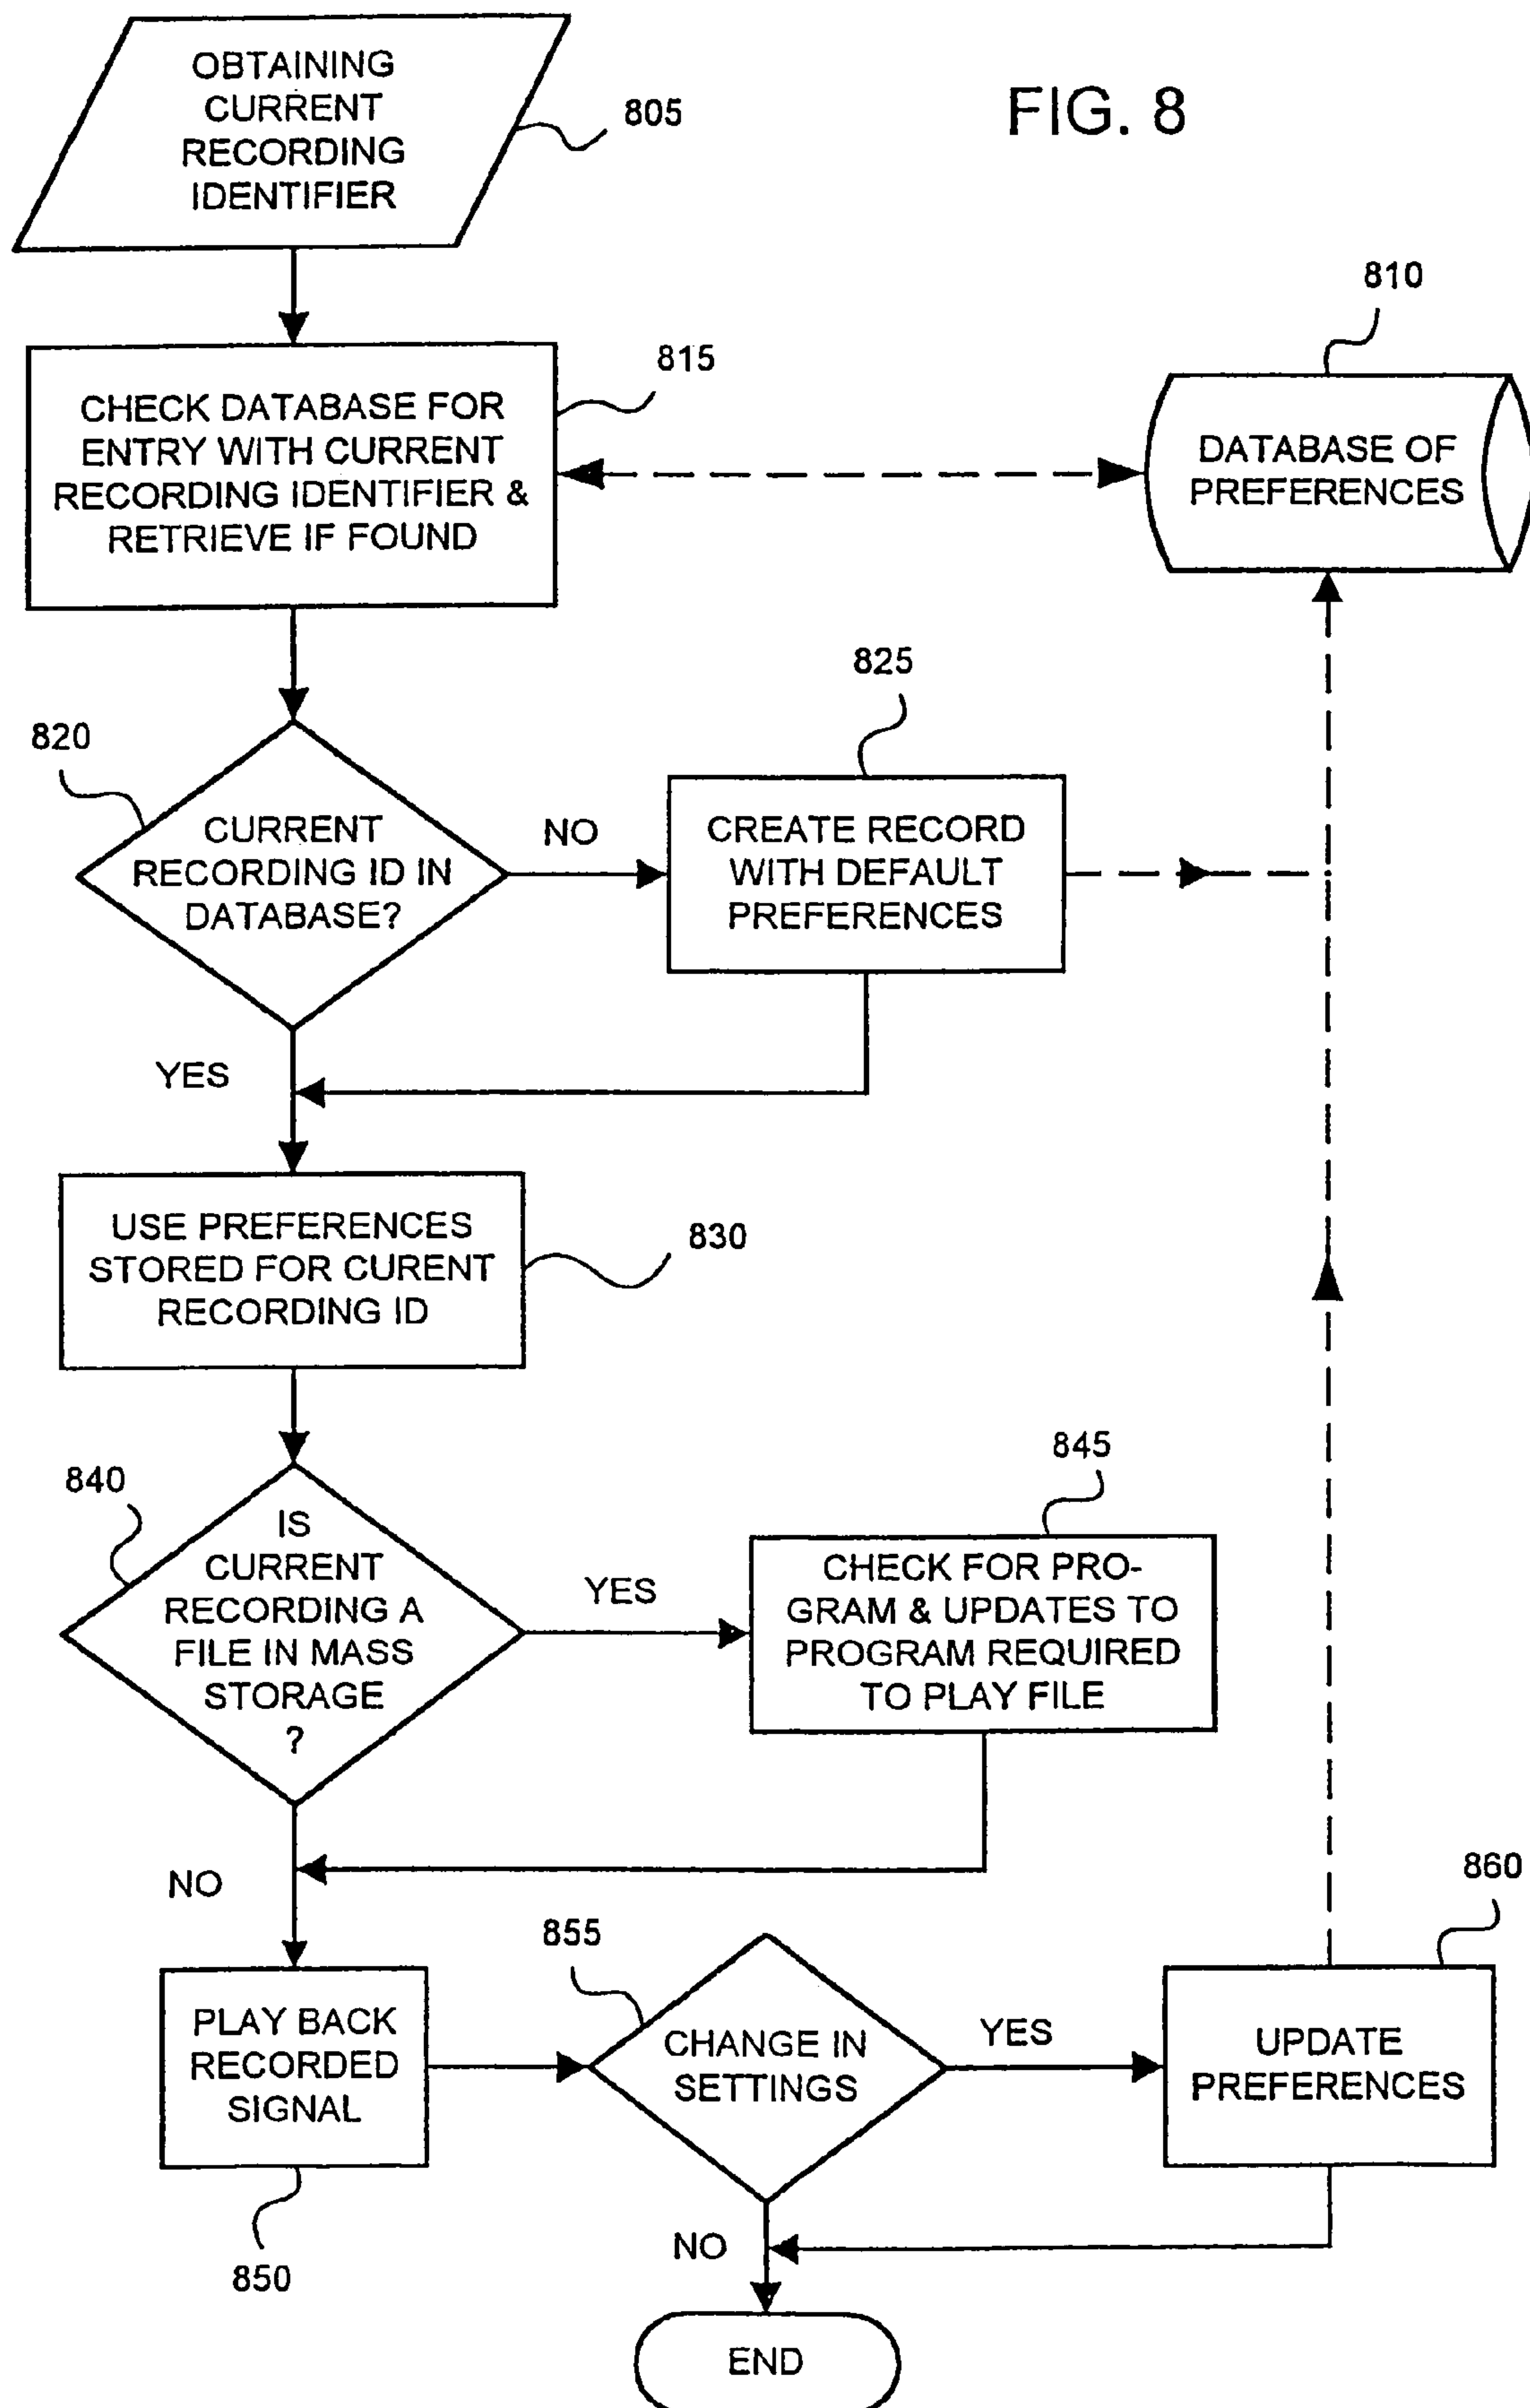 OBTAINING
CURRENT
RECORDING
IDENTIFIER
805
FIG. 8
810
815
CHECK DATABASE FOR
ENTRY WITH CURRENT
RECORDING IDENTIFIER &
RETRIEVE IF FOUND
DATABASE OF
PREFERENCES
825
820
CURRENT
RECORDING ID IN
DATABASE?
NO
CREATE RECORD
WITH DEFAULT
PREFERENCES
YES
USE PREFERENCES
STORED FOR CURENT
RECORDING ID
830
845
840
IS
CURRENT
RECORDING A
FILE IN MASS
STORAGE
?
YES
CHECK FOR PRO-
GRAM & UPDATES TO
PROGRAM REQUIRED
TO PLAY FILE
NO
860
855
PLAY BACK
RECORDED
SIGNAL
CHANGE IN
SETTINGS
YES
UPDATE
PREFERENCES
850
NO
END